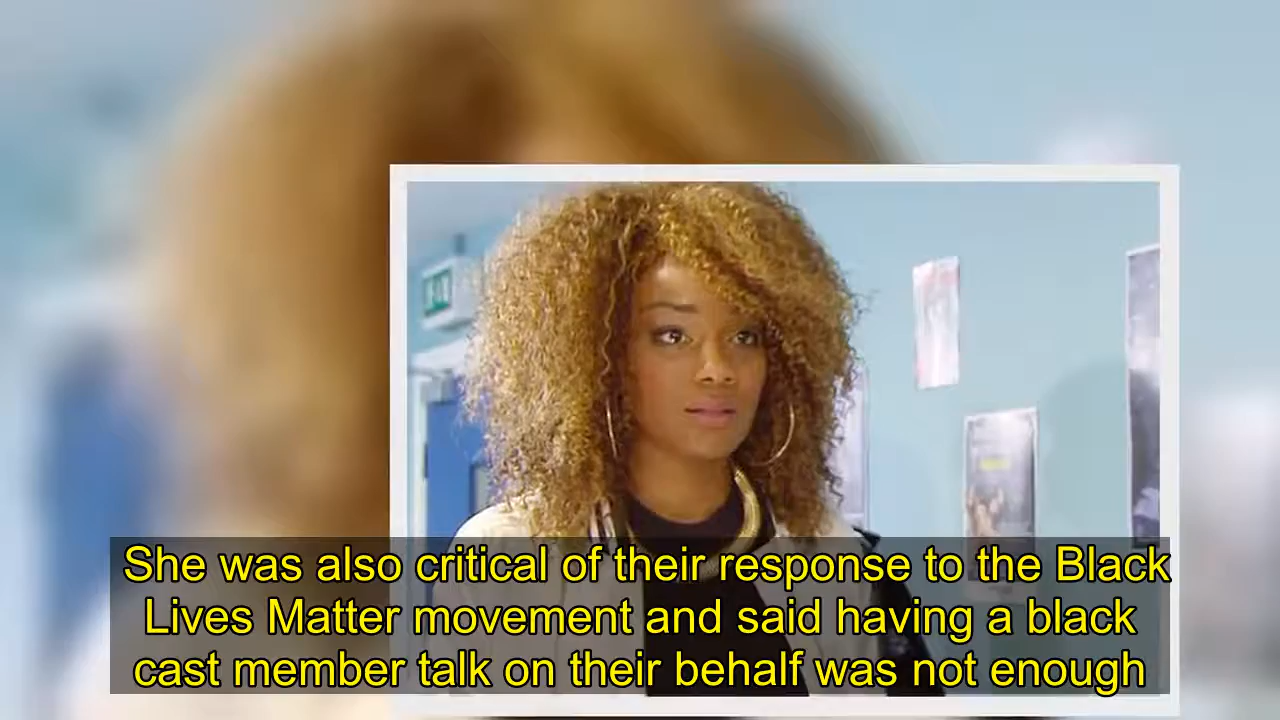 She was also critical of their response to the Black
Lives Matter movement and said having a black
cast member talk on their behalf was not enough